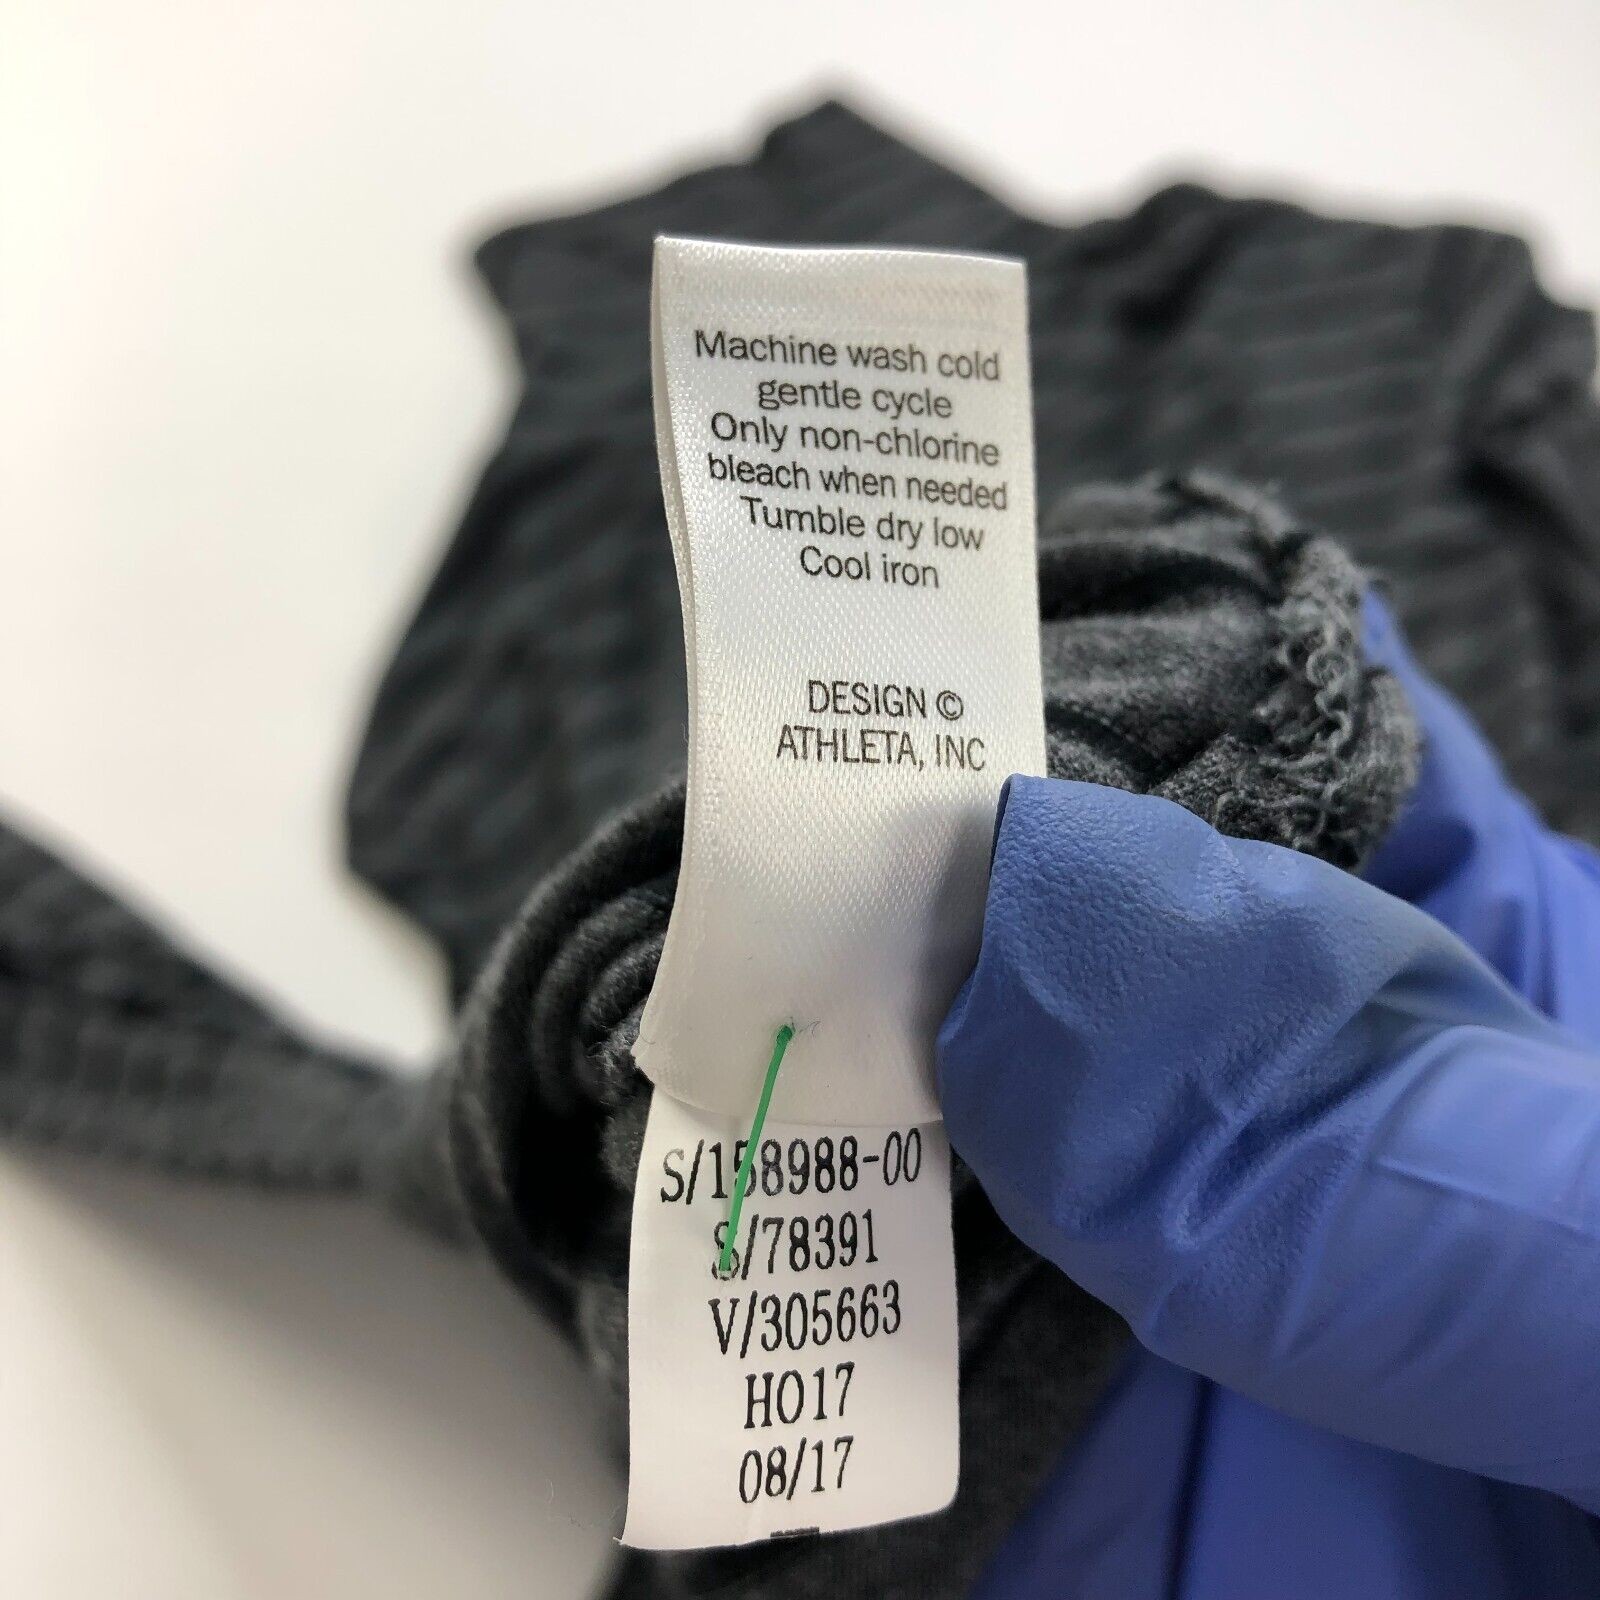 Machine wash cold
gentle cycle
Only non-chlorine
bleach when needed
Tumble dry low
Cool iron
DESIGN ©
ATHLETA, INC
S/158988-00
S/78391
V/305663
HO17
08/17